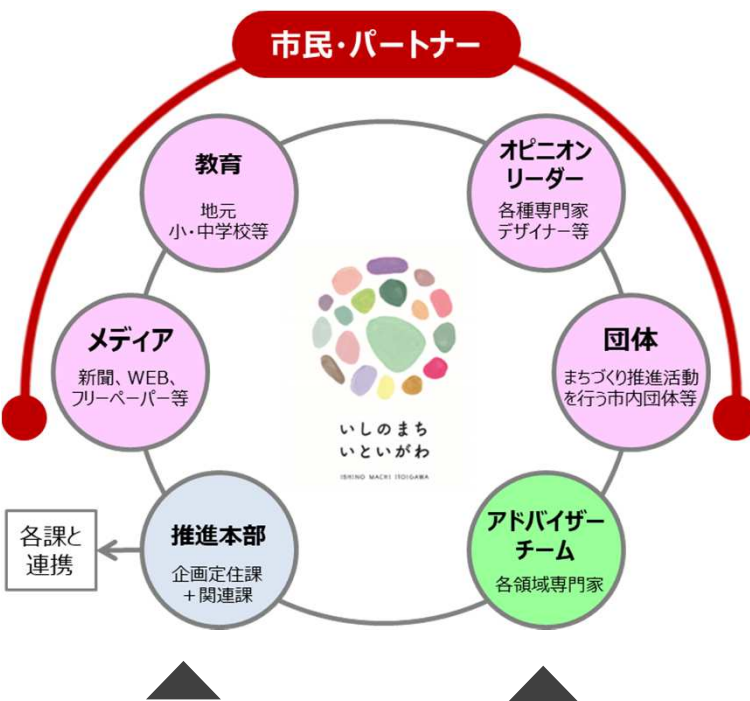 市民・パートナー
教育
地元
小・中学校等
オピニオン
リーダー
各種専門家
デザイナー等
メディア
新聞、WEB、
フリーペーパー等
団体
まちづくり推進活動
を行う市内団体等
いしのまち
いといがわ
ISHINO MACHI ITOIGAWA
各課と
連携
推進本部
企画定住課
＋関連課
アドバイザー
チーム
各領域専門家